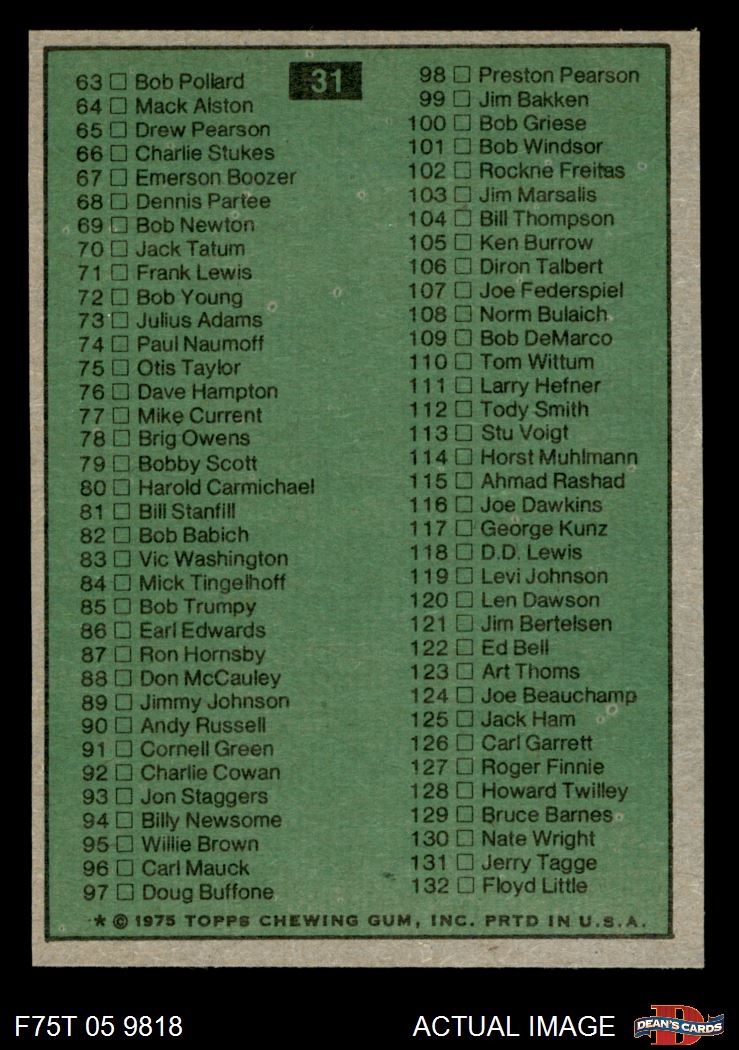 31
63 Bob Pollard
64 Mack Alston
65 Drew Pearson
66 Charlie Stukes
67 Emerson Boozer
68 Dennis Partee
69 Bob Newton
70 Jack Tatum
71 Frank Lewis
72 Bob Young
73 Julius Adams
74 Paul Naumoff
75 Otis Taylor
76 Dave Hampton
77 Mike Current
78 Brig Owens
79 Bobby Scott
80 Harold Carmichael
81 Bill Stanfill
82 Bob Babich
83 Vic Washington
84 Mick Tingelhoff
85 Bob Trumpy
86 Earl Edwards
87 Ron Hornsby
88 Don McCauley
89 Jimmy Johnson
90 Andy Russell
91 Cornell Green
92 Charlie Cowan
93 Jon Staggers
94 Billy Newsome
95 Willie Brown
96 Carl Mauck
97 Doug Buffone
98 Preston Pearson
99 Jim Bakken
100 Bob Griese
101 Bob Windsor
102 Rockne Freitas
103 Jim Marsalis
104 Bill Thompson
105 Ken Burrow
106 Diron Talbert
107 Joe Federspiel
108 Norm Bulaich
109 Bob DeMarco
110 Tom Wittum
111 Larry Hefner
112 Tody Smith
113 Stu Voigt
114 Horst Muhlmann
115 Ahmad Rashad
116 Joe Dawkins
117 George Kunz
118 D.D. Lewis
119 Levi Johnson
120 Len Dawson
121 Jim Bertelsen
122 Ed Bell
123 Art Thoms
124 Joe Beauchamp
125 Jack Ham
126 Carl Garrett
127 Roger Finnie
128 Howard Twilley
129 Bruce Barnes
130 Nate Wright
131 Jerry Tagge
132 Floyd Little
* © 1975 TOPPS CHEWING GUM, INC. PRTD IN U.S.A.
F75T 05 9818 ACTUAL IMAGE
D
DEAN'S CARDS